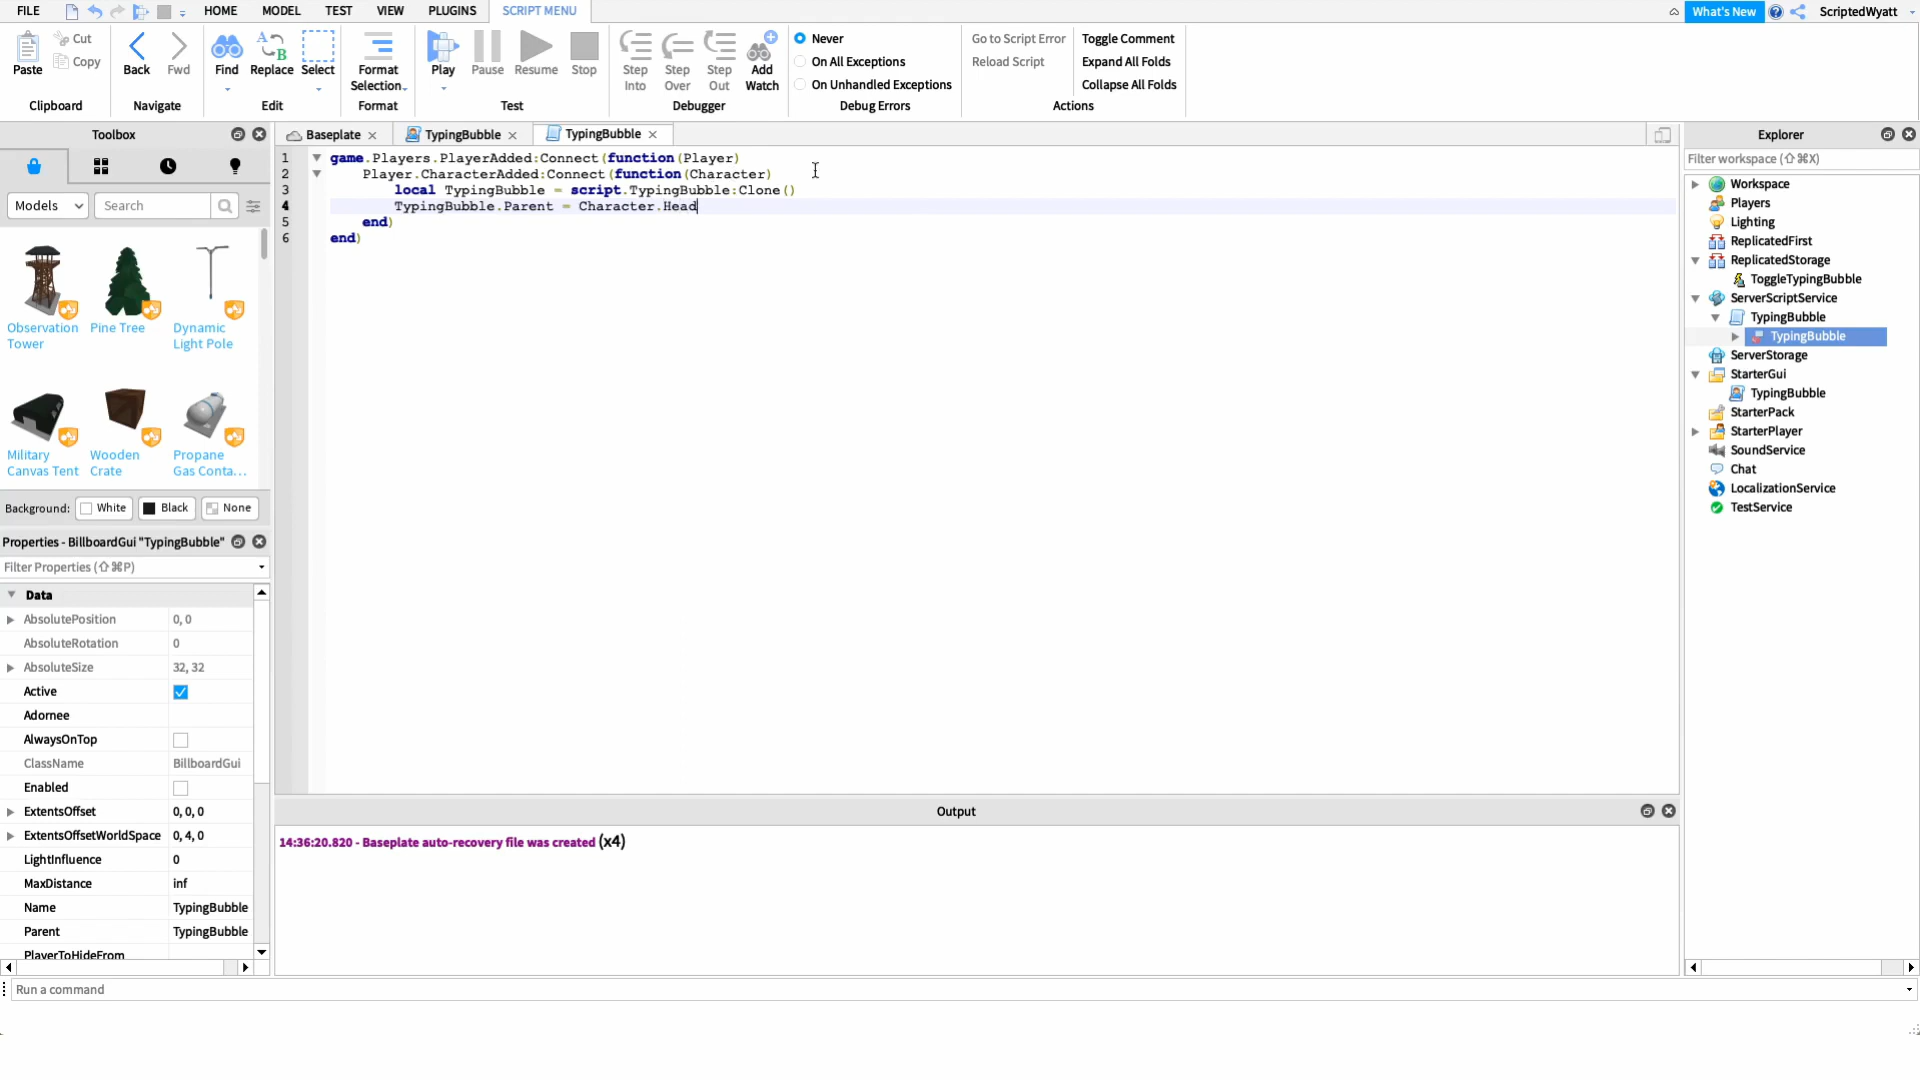 FILE HOME MODEL TEST VIEW PLUGINS SCRIPT MENU What's New ScriptedWyatt
Paste Cut Copy
Clipboard
Back Fwd
Navigate
Find Replace Select
Edit
Format Selection
Format
Play Pause Resume Stop
Test
Step Into Step Over Step Out Add Watch
Debugger
Never
On All Exceptions
On Unhandled Exceptions
Debug Errors
Go to Script Error Toggle Comment
Reload Script Expand All Folds
Collapse All Folds
Actions
Toolbox
Models Search
Observation Tower
Pine Tree
Dynamic Light Pole
Military Canvas Tent
Wooden Crate
Propane Gas Conta...
Background: White Black None
Properties - BillboardGui "TypingBubble"
Filter Properties (⇧⌘P)
Data
AbsolutePosition 0, 0
AbsoluteRotation 0
AbsoluteSize 32, 32
Active
Adornee
AlwaysOnTop
ClassName BillboardGui
Enabled
ExtentsOffset 0, 0, 0
ExtentsOffsetWorldSpace 0, 4, 0
LightInfluence 0
MaxDistance inf
Name TypingBubble
Parent TypingBubble
PlayerToHideFrom
Baseplate TypingBubble TypingBubble
1 game.Players.PlayerAdded:Connect(function(Player)
2 Player.CharacterAdded:Connect(function(Character)
3 local TypingBubble = script.TypingBubble:Clone()
4 TypingBubble.Parent = Character.Head
5 end)
6 end)
Output
14:36:20.820 - Baseplate auto-recovery file was created (x4)
Explorer
Filter workspace (⇧⌘X)
Workspace
Players
Lighting
ReplicatedFirst
ReplicatedStorage
ToggleTypingBubble
ServerScriptService
TypingBubble
TypingBubble
ServerStorage
StarterGui
TypingBubble
StarterPack
StarterPlayer
SoundService
Chat
LocalizationService
TestService
Run a command